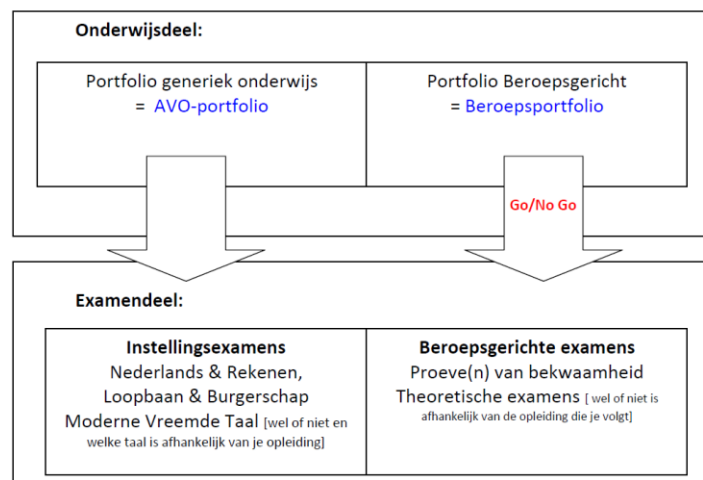 Onderwijsdeel:
Portfolio generiek onderwijs
= AVO-portfolio
Portfolio Beroepsgericht
= Beroepsportfolio
Go/No Go
Examendeel:
Instellingsexamens
Nederlands & Rekenen,
Loopbaan & Burgerschap
Moderne Vreemde Taal [wel of niet en
welke taal is afhankelijk van je opleiding]
Beroepsgerichte examens
Proeve(n) van bekwaamheid
Theoretische examens [ wel of niet is
afhankelijk van de opleiding die je volgt]